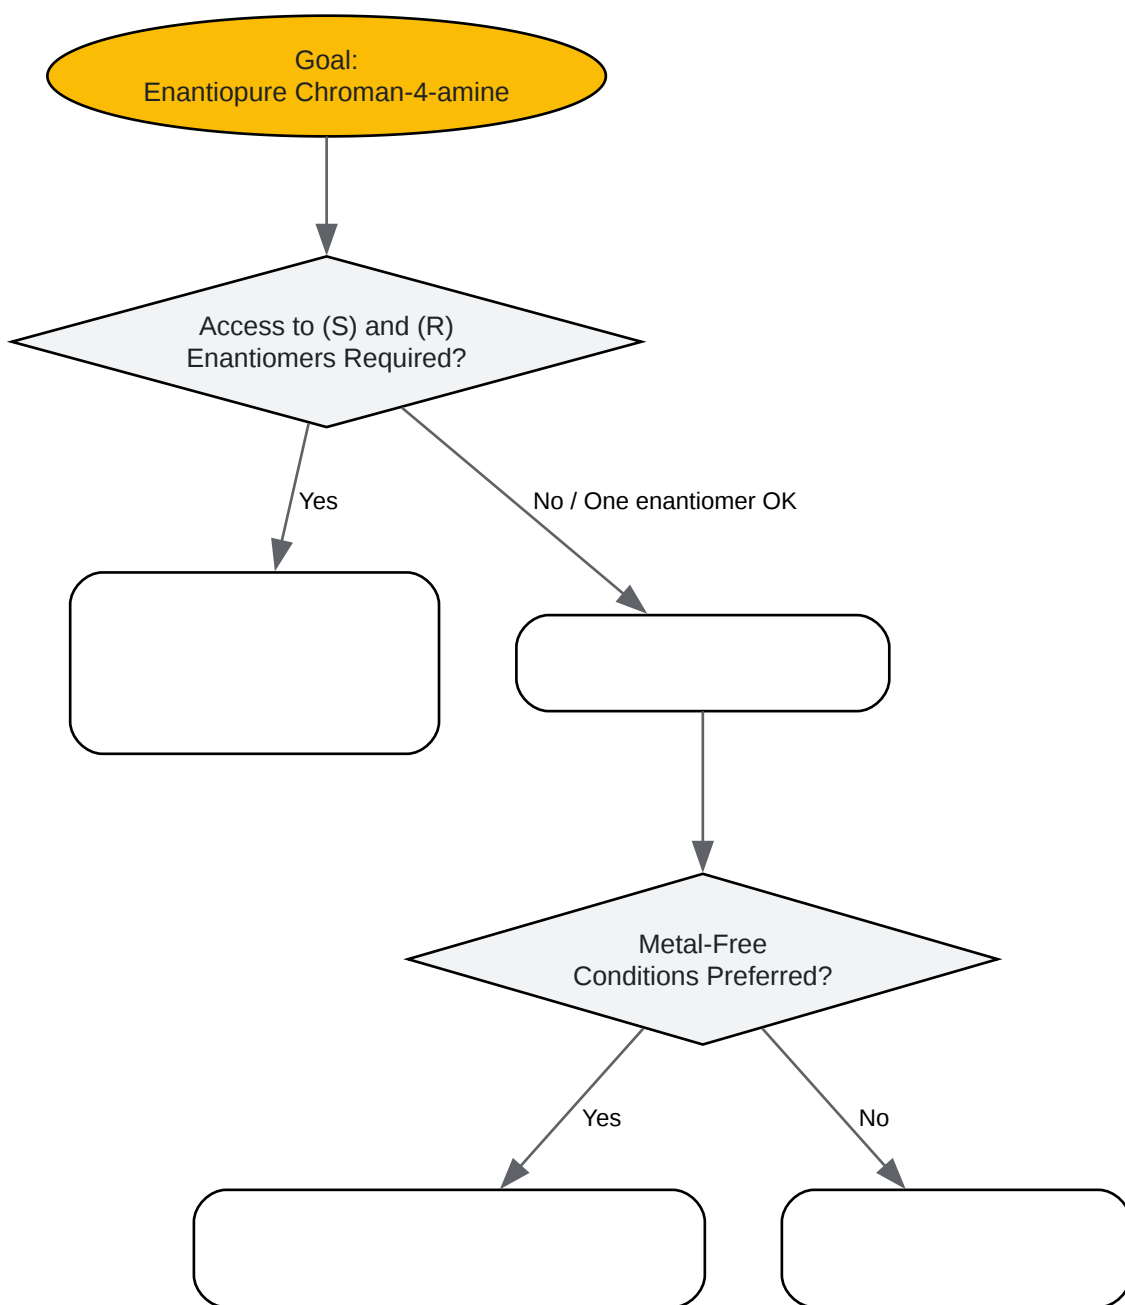 Goal:
Enantiopure Chroman-4-amine
Access to (S) and (R)
Enantiomers Required?
Yes
No / One enantiomer OK
Metal-Free
Conditions Preferred?
Yes
No